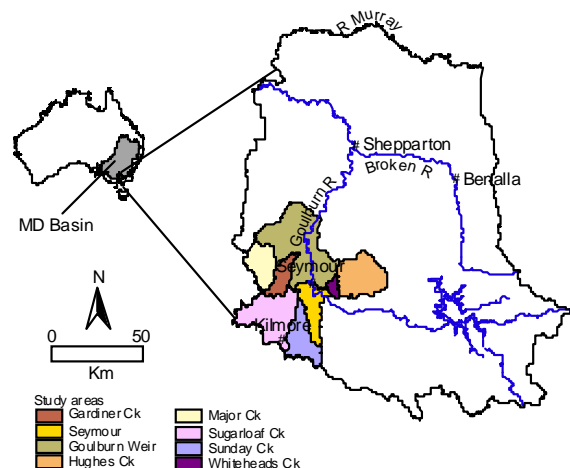 R Murray
Shepparton
Broken R
Benalla
Goulburn R
MD Basin
Seymour
N
Kilmore
0 50
Km
Study areas
Gardiner Ck
Seymour
Goulburn Weir
Hughes Ck
Major Ck
Sugarloaf Ck
Sunday Ck
Whiteheads Ck